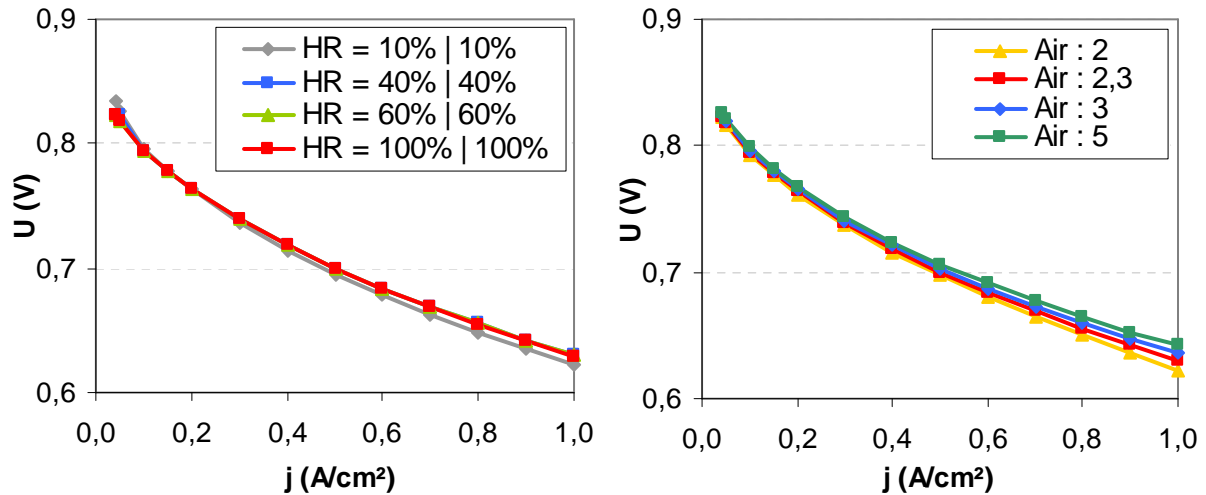 0,9
0,8
0,7
0,6
U (V)
HR = 10% | 10%
HR = 40% | 40%
HR = 60% | 60%
HR = 100% | 100%
0,0 0,2 0,4 0,6 0,8 1,0
j (A/cm²)
0,9
0,8
0,7
0,6
U (V)
Air : 2
Air : 2,3
Air : 3
Air : 5
0,0 0,2 0,4 0,6 0,8 1,0
j (A/cm²)